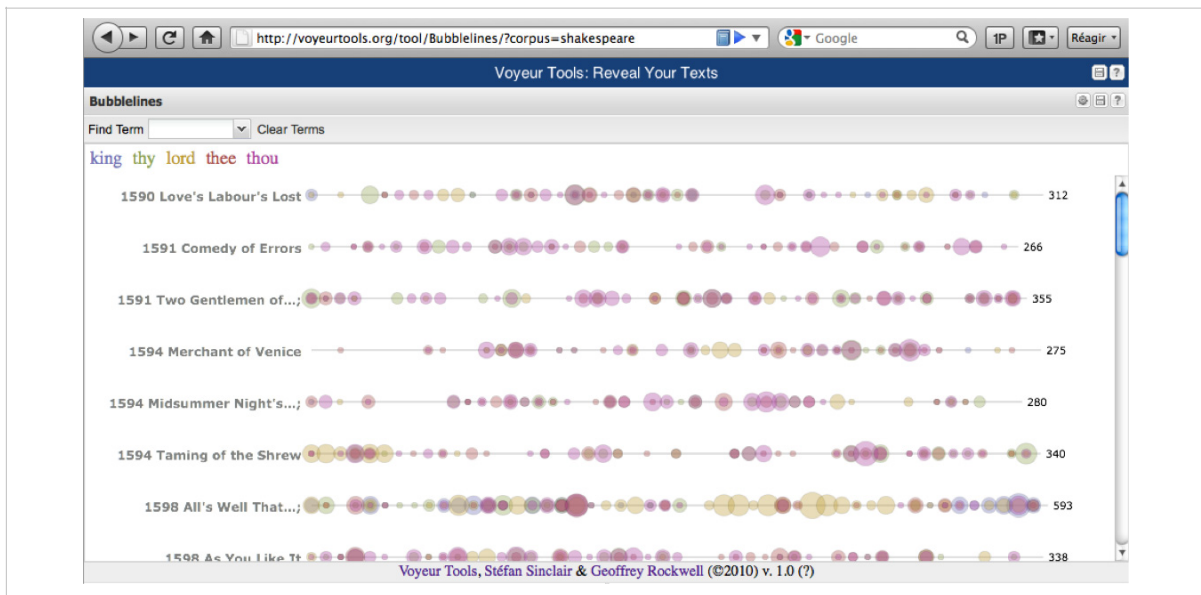 http://voyeurtools.org/tool/Bubblelines/?corpus=shakespeare Google 1P Réagir
Voyeur Tools: Reveal Your Texts
Bubblelines
Find Term Clear Terms
king thy lord thee thou
1590 Love's Labour's Lost 312
1591 Comedy of Errors 266
1591 Two Gentlemen of...; 355
1594 Merchant of Venice 275
1594 Midsummer Night's...; 280
1594 Taming of the Shrew 340
1598 All's Well That...; 593
1598 As You Like It 338
Voyeur Tools, Stéfan Sinclair & Geoffrey Rockwell (©2010) v. 1.0 (?)